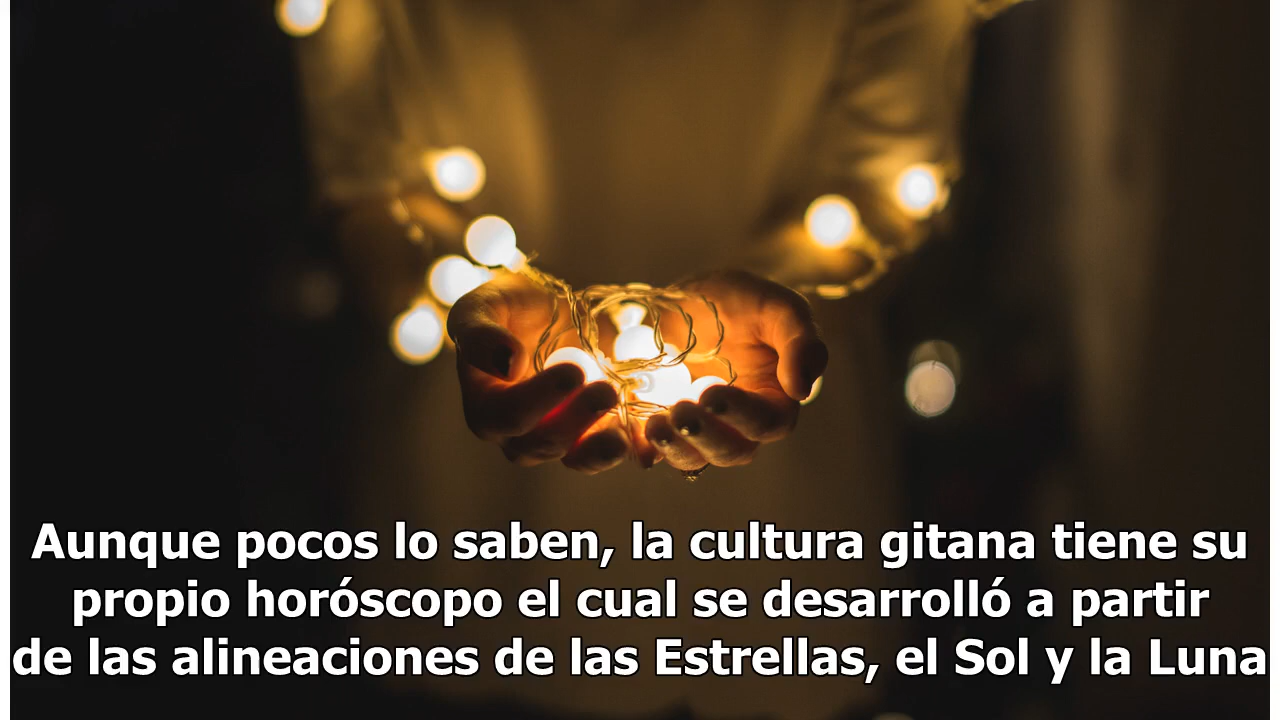 Aunque pocos lo saben, la cultura gitana tiene su
propio horóscopo el cual se desarrolló a partir
de las alineaciones de las Estrellas, el Sol y la Luna